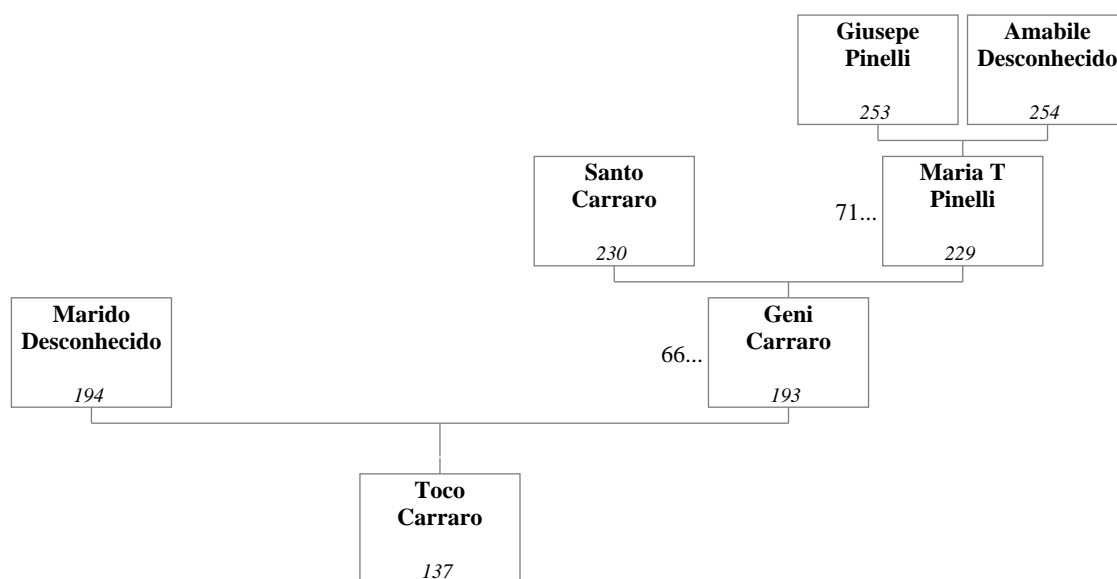 Giusepe
Pinelli
253
Amabile
Desconhecido
254
Santo
Carraro
230
71...
Maria T
Pinelli
229
Marido
Desconhecido
194
66...
Geni
Carraro
193
Toco
Carraro
137